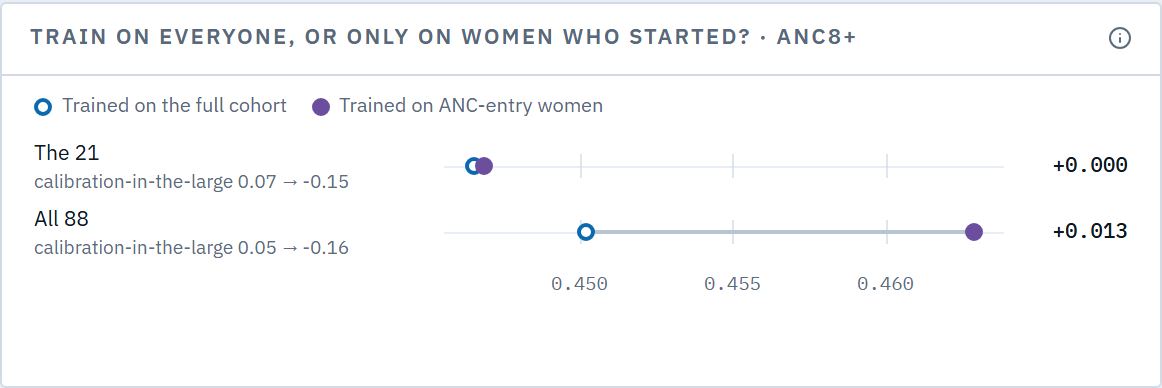 TRAIN ON EVERYONE, OR ONLY ON WOMEN WHO STARTED? · ANC8+
Trained on the full cohort
Trained on ANC-entry women
The 21
calibration-in-the-large 0.07 → -0.15
+0.000
All 88
calibration-in-the-large 0.05 → -0.16
+0.013
0.450 0.455 0.460